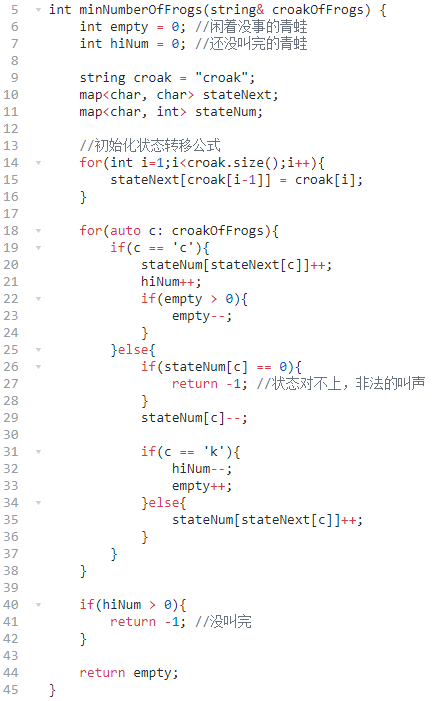 5 int minNumberOfFrogs(string& croakOfFrogs) {
6     int empty = 0; //闲着没事的青蛙
7     int hiNum = 0; //还没叫完的青蛙
8
9     string croak = "croak";
10     map<char, char> stateNext;
11     map<char, int> stateNum;
12
13     //初始化状态转移公式
14     for(int i=1;i<croak.size();i++){
15         stateNext[croak[i-1]] = croak[i];
16     }
17
18     for(auto c: croakOfFrogs){
19         if(c == 'c'){
20             stateNum[stateNext[c]]++;
21             hiNum++;
22             if(empty > 0){
23                 empty--;
24             }
25         }else{
26             if(stateNum[c] == 0){
27                 return -1; //状态对不上，非法的叫声
28             }
29             stateNum[c]--;
30
31             if(c == 'k'){
32                 hiNum--;
33                 empty++;
34             }else{
35                 stateNum[stateNext[c]]++;
36             }
37         }
38     }
39
40     if(hiNum > 0){
41         return -1; //没叫完
42     }
43
44     return empty;
45 }